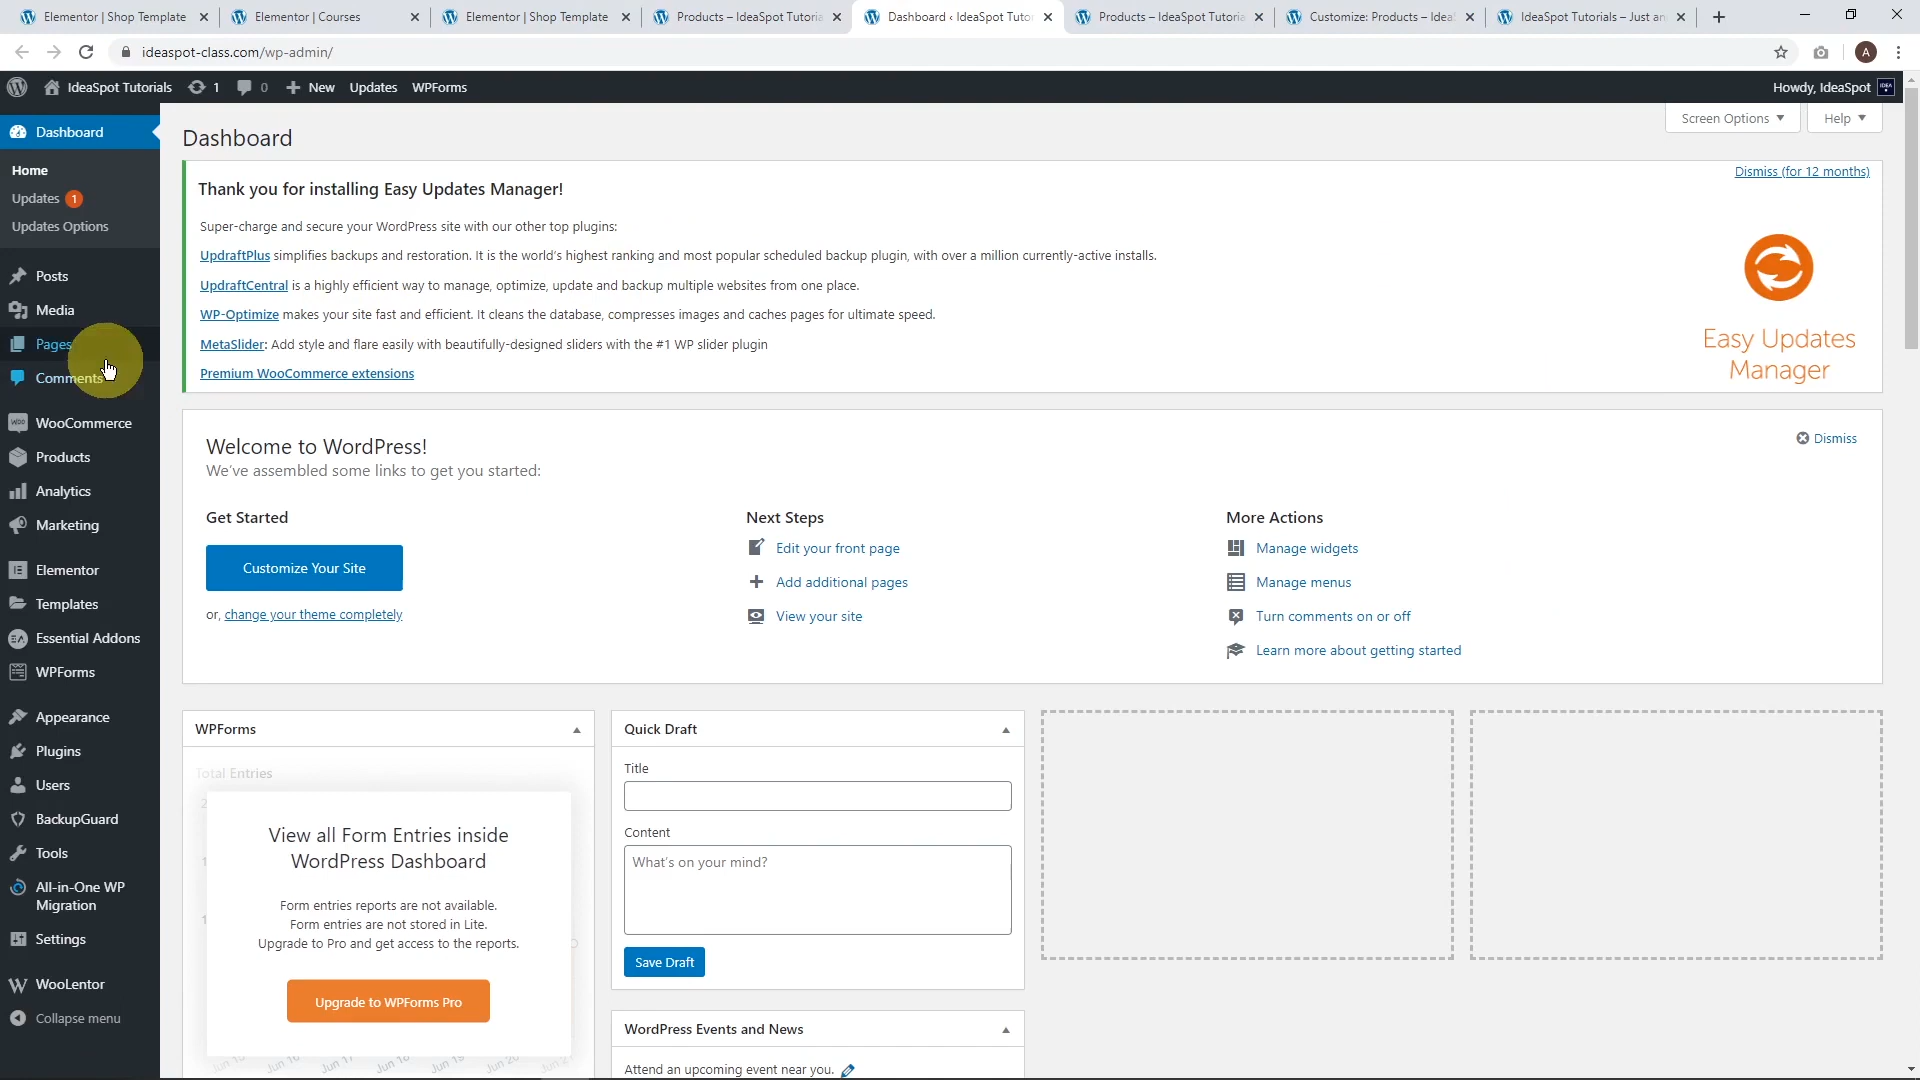 Elementor | Shop Template
Elementor | Courses
Elementor | Shop Template
Products – IdeaSpot Tutoria
Dashboard ‹ IdeaSpot Tutor
Products – IdeaSpot Tutoria
Customize: Products – Idea
IdeaSpot Tutorials – Just an
ideaspot-class.com/wp-admin/
A
IdeaSpot Tutorials
1
0
New
Updates
WPForms
Howdy, IdeaSpot
Dashboard
Home
Updates 1
Updates Options
Posts
Media
Pages
Comments
WooCommerce
Products
Analytics
Marketing
Elementor
Templates
Essential Addons
WPForms
Appearance
Plugins
Users
BackupGuard
Tools
All-in-One WP
Migration
Settings
WooLentor
Collapse menu
Screen Options
Help
Dashboard
Thank you for installing Easy Updates Manager!
Dismiss (for 12 months)
Super-charge and secure your WordPress site with our other top plugins:
UpdraftPlus simplifies backups and restoration. It is the world's highest ranking and most popular scheduled backup plugin, with over a million currently-active installs.
UpdraftCentral is a highly efficient way to manage, optimize, update and backup multiple websites from one place.
WP-Optimize makes your site fast and efficient. It cleans the database, compresses images and caches pages for ultimate speed.
MetaSlider: Add style and flare easily with beautifully-designed sliders with the #1 WP slider plugin
Premium WooCommerce extensions
Easy Updates
Manager
Welcome to WordPress!
Dismiss
We've assembled some links to get you started:
Get Started
Customize Your Site
or, change your theme completely
Next Steps
Edit your front page
Add additional pages
View your site
More Actions
Manage widgets
Manage menus
Turn comments on or off
Learn more about getting started
WPForms
Total Entries
View all Form Entries inside
WordPress Dashboard
Form entries reports are not available.
Form entries are not stored in Lite.
Upgrade to Pro and get access to the reports.
Upgrade to WPForms Pro
Jun 16 Jun 17 Jun 18 Jun 19 Jun 20
Quick Draft
Title
Content
What's on your mind?
Save Draft
WordPress Events and News
Attend an upcoming event near you.